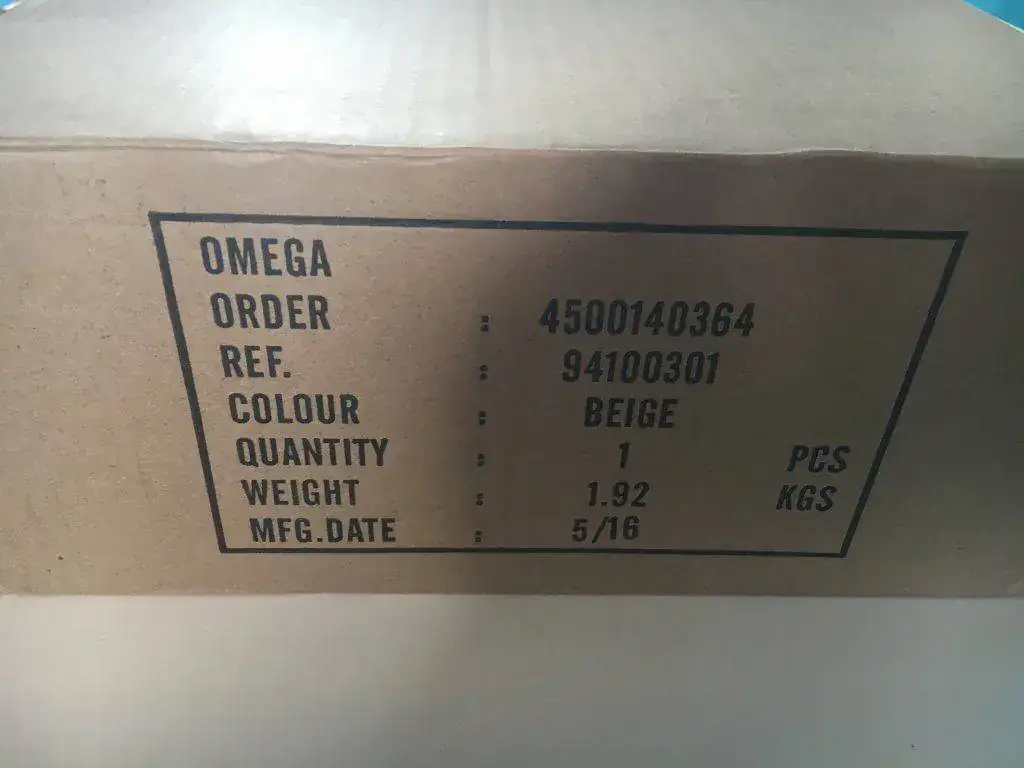 OMEGA
ORDER : 4500140364
REF. : 94100301
COLOUR : BEIGE
QUANTITY : 1 PCS
WEIGHT : 1.92 KGS
MFG.DATE : 5/16